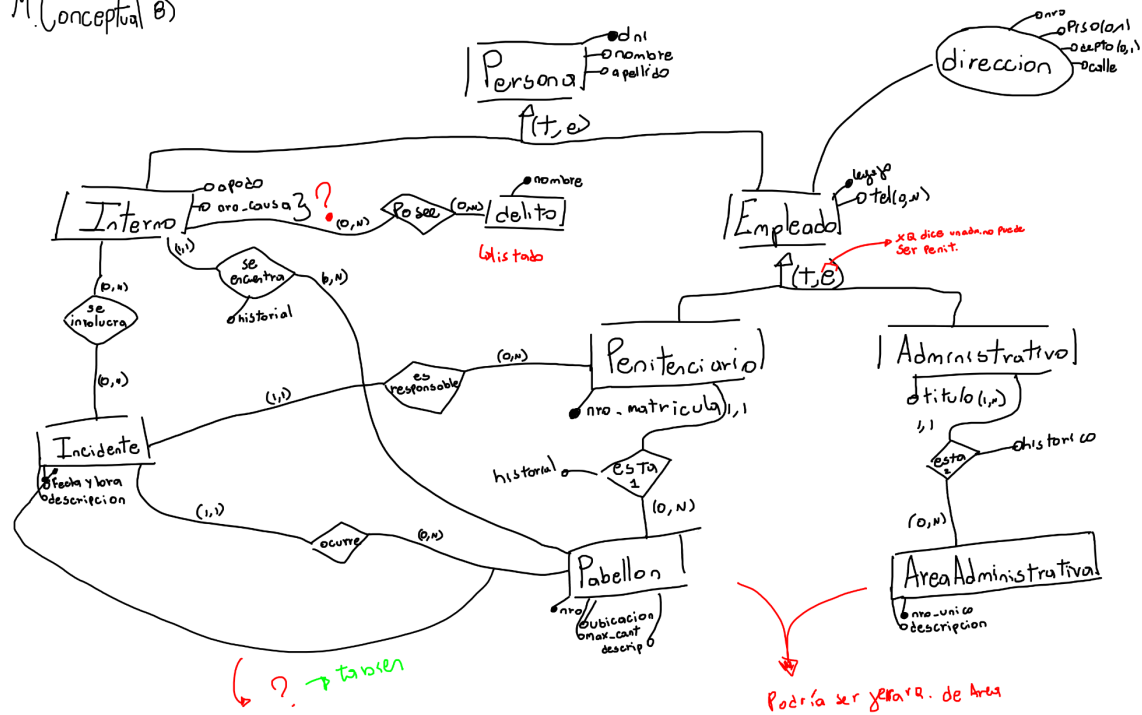 M.Conceptual B)
Persona
dni
nombre
apellido
(t,e)
direccion
nro
Piso(0,1)
depto(0,1)
calle
Interno
apodo
nro_causa}
?
(0,N)
Posee
(0,N)
delito
nombre
listado
Empleado
legajo
tel(0,N)
(t,e)
xQ dice un adm. no puede
ser penit.
(1,1)
se
encuentra
historial
(0,N)
(0,N)
se
involucra
(0,N)
Incidente
fecha y hora
descripcion
(1,1)
es
responsable
(0,N)
Penitenciario
nro_matricula
1,1
Administrativo
titulo(1,N)
1,1
historial
esta
1
(0,N)
esta
2
historico
(0,N)
(1,1)
ocurre
(0,N)
Pabellon
nro
ubicacion
max_cant
descrip
AreaAdministrativa
nro_unico
descripcion
?
Podría ser jerarq. de Area